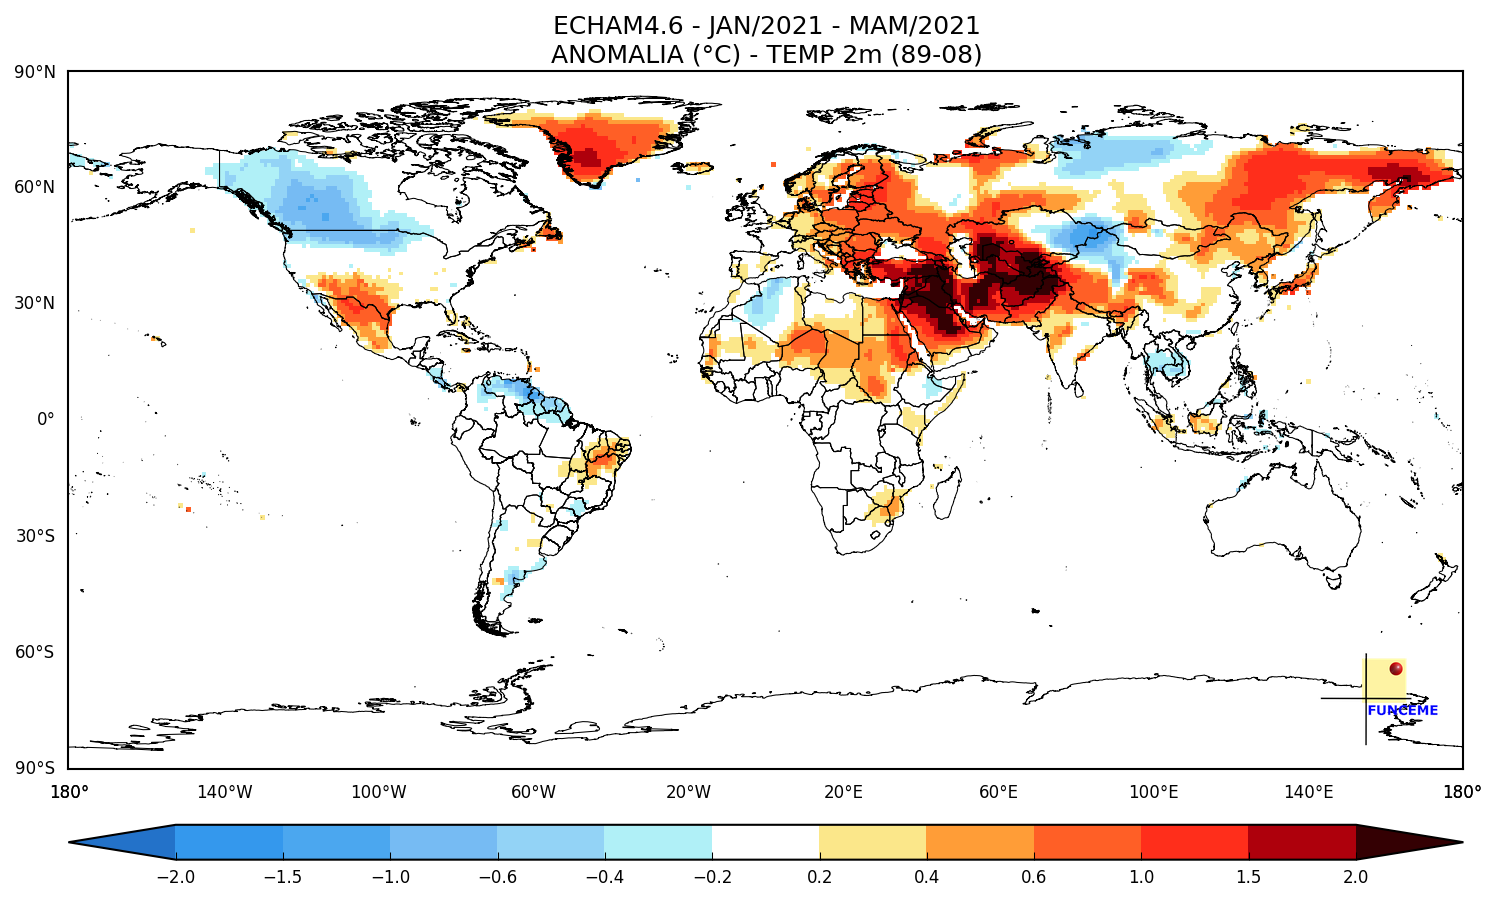 ECHAM4.6 - JAN/2021 - MAM/2021
ANOMALIA (°C) - TEMP 2m (89-08)
90°N
60°N
30°N
0°
30°S
60°S
90°S
FUNCEME
180° 140°W 100°W 60°W 20°W 20°E 60°E 100°E 140°E 180°
−2.0 −1.5 −1.0 −0.6 −0.4 −0.2 0.2 0.4 0.6 1.0 1.5 2.0